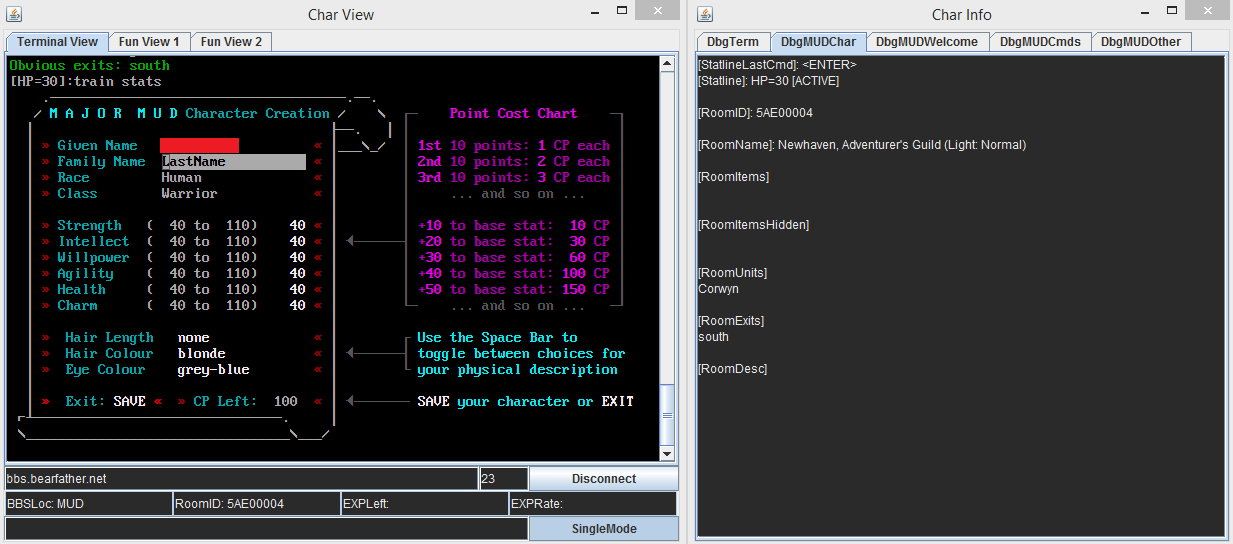 Char View
Terminal View Fun View 1 Fun View 2
Obvious exits: south
[HP=30]:train stats
M A J O R M U D Character Creation
» Given Name
» Family Name LastName «
» Race Human «
» Class Warrior «
» Strength ( 40 to 110) 40 «
» Intellect ( 40 to 110) 40 «
» Willpower ( 40 to 110) 40 «
» Agility ( 40 to 110) 40 «
» Health ( 40 to 110) 40 «
» Charm ( 40 to 110) 40 «
» Hair Length none «
» Hair Colour blonde «
» Eye Colour grey-blue «
» Exit: SAVE « » CP Left: 100 «
Point Cost Chart
1st 10 points: 1 CP each
2nd 10 points: 2 CP each
3rd 10 points: 3 CP each
... and so on ...
+10 to base stat: 10 CP
+20 to base stat: 30 CP
+30 to base stat: 60 CP
+40 to base stat: 100 CP
+50 to base stat: 150 CP
... and so on ...
Use the Space Bar to
toggle between choices for
your physical description
SAVE your character or EXIT
bbs.bearfather.net 23 Disconnect
BBSLoc: MUD RoomID: 5AE00004 EXPLeft: EXPRate:
SingleMode
Char Info
DbgTerm DbgMUDChar DbgMUDWelcome DbgMUDCmds DbgMUDOther
[StatlineLastCmd]: <ENTER>
[Statline]: HP=30 [ACTIVE]
[RoomID]: 5AE00004
[RoomName]: Newhaven, Adventurer's Guild (Light: Normal)
[RoomItems]
[RoomItemsHidden]
[RoomUnits]
Corwyn
[RoomExits]
south
[RoomDesc]